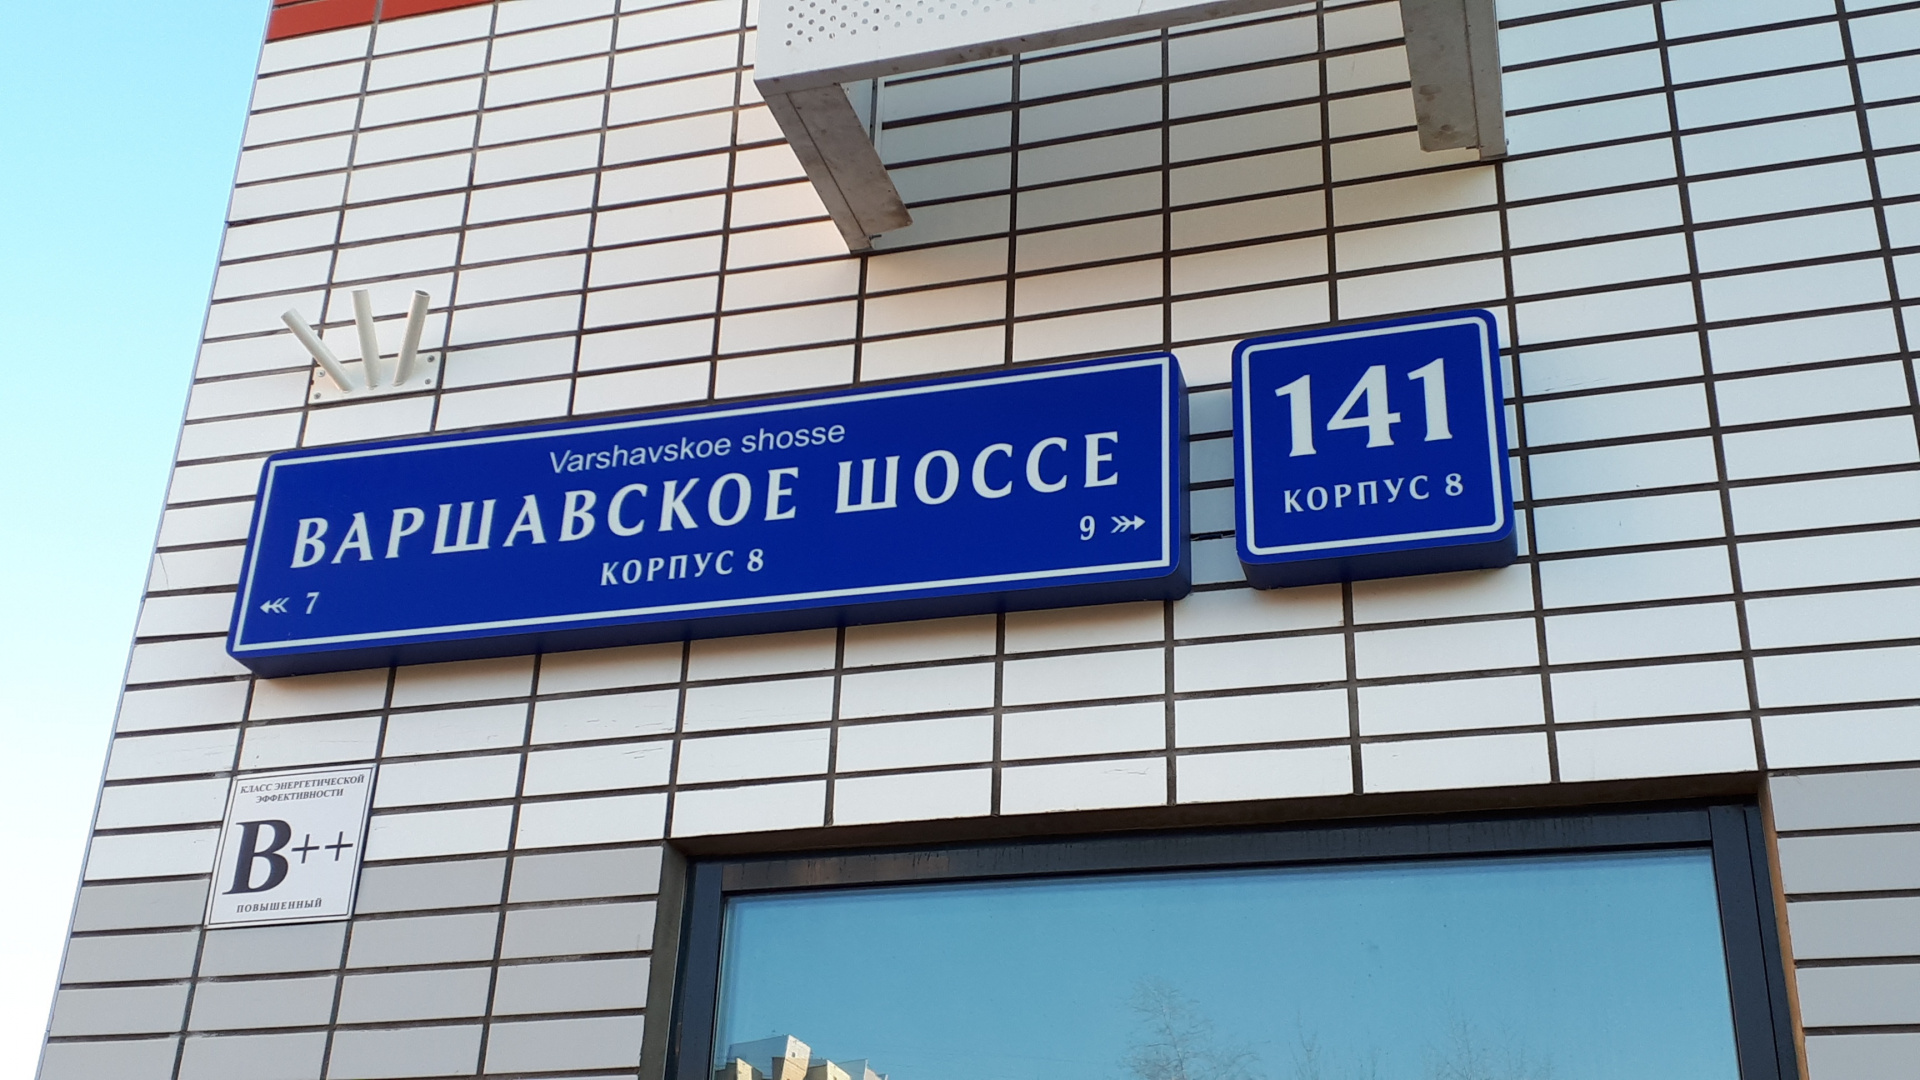 Varshavskoe shosse
ВАРШАВСКОЕ ШОССЕ
КОРПУС 8
7
9
141
КОРПУС 8
КЛАСС ЭНЕРГЕТИЧЕСКОЙ
ЭФФЕКТИВНОСТИ
B++
ПОВЫШЕННЫЙ